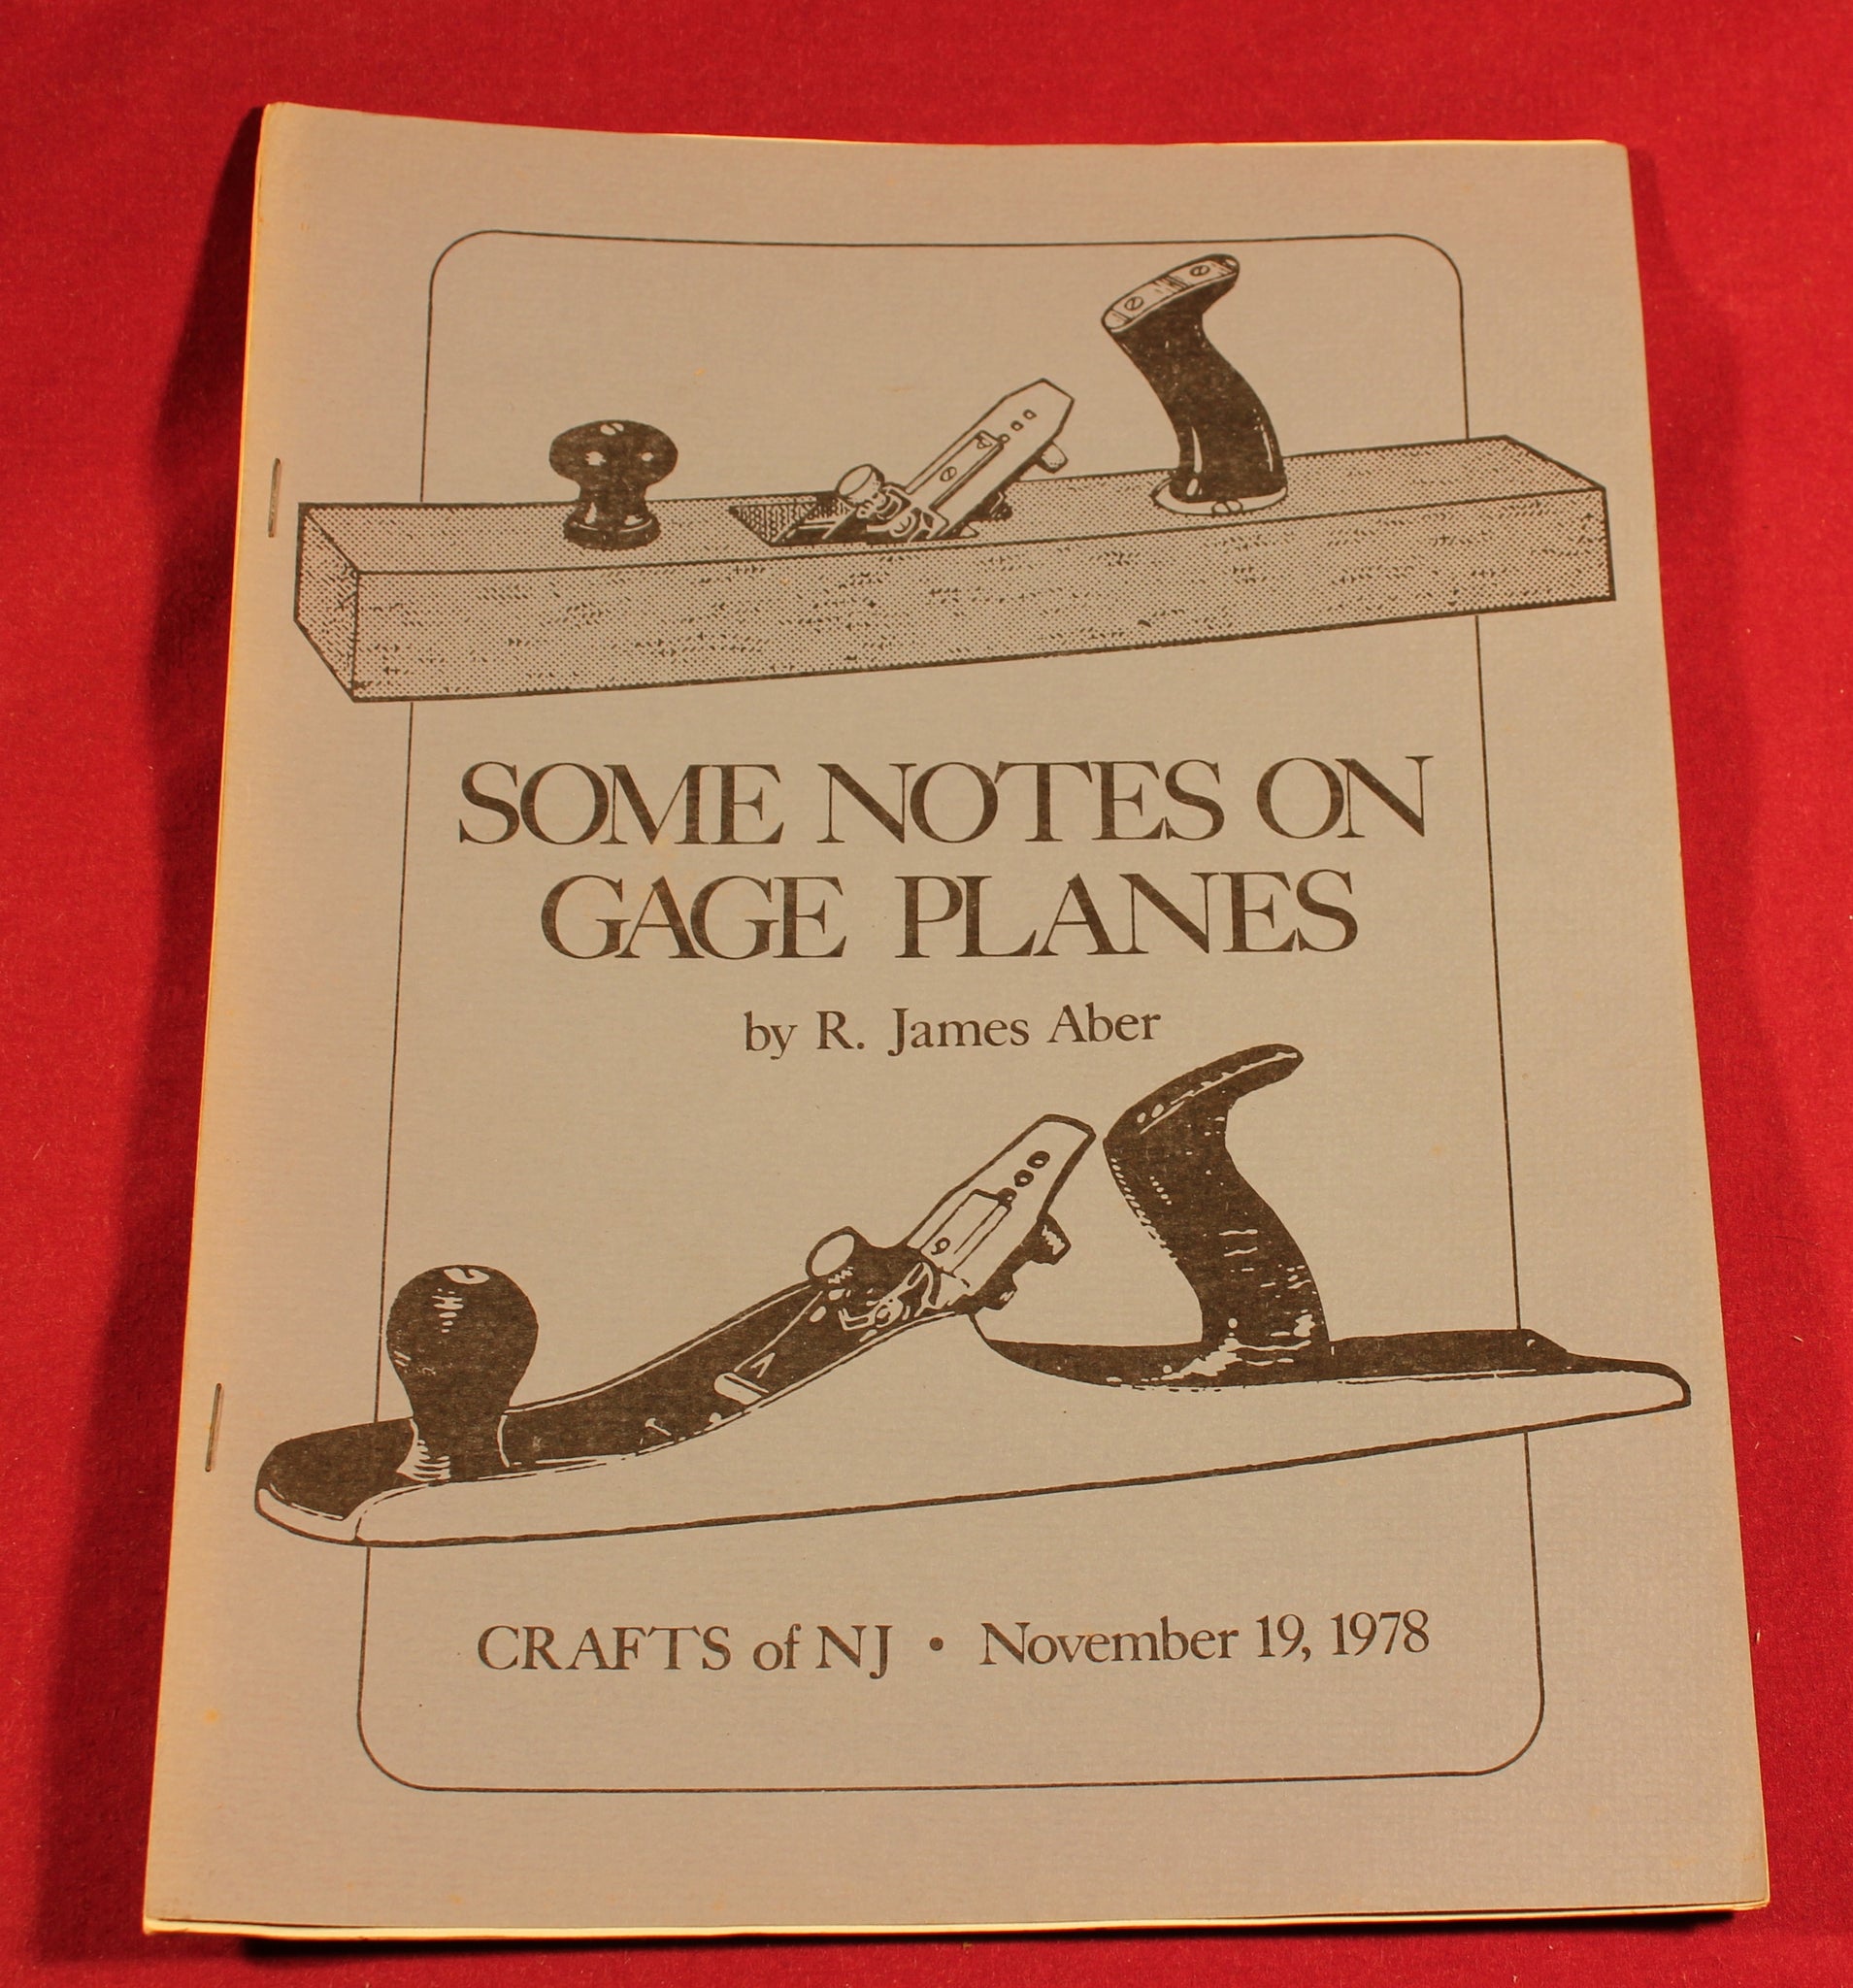 SOME NOTES ON
GAGE PLANES
by R. James Aber
CRAFTS of NJ • November 19, 1978